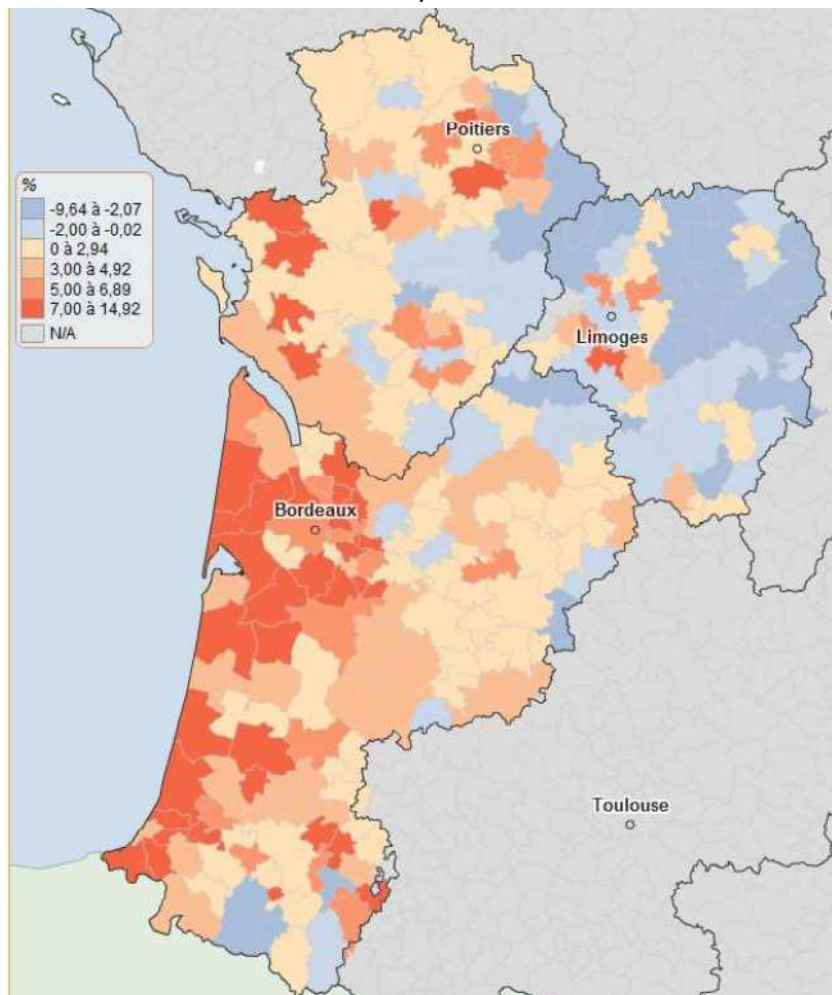 Poitiers
%
-9,64 à -2,07
-2,00 à -0,02
0 à 2,94
3,00 à 4,92
5,00 à 6,89
7,00 à 14,92
N/A
Limoges
Bordeaux
Toulouse